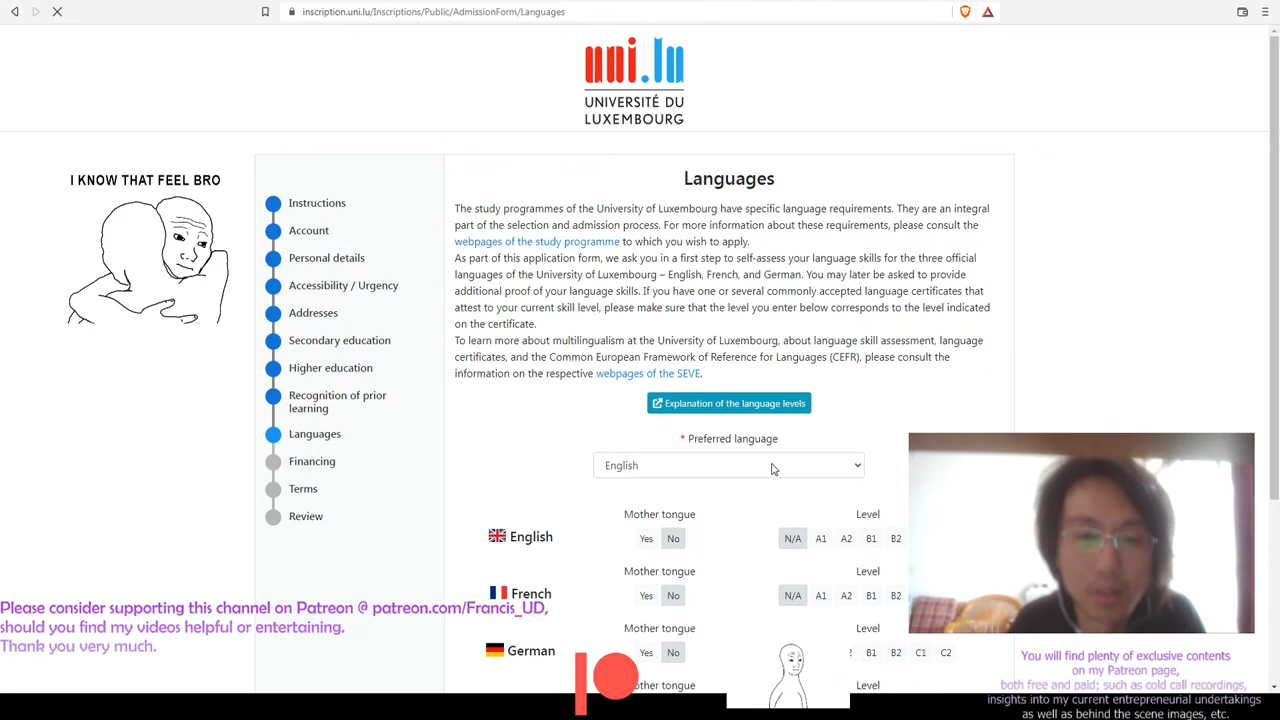 inscription.uni.lu/Inscriptions/Public/AdmissionForm/Languages
uni.lu
UNIVERSITÉ DU
LUXEMBOURG
I KNOW THAT FEEL BRO
Instructions
Account
Personal details
Accessibility / Urgency
Addresses
Secondary education
Higher education
Recognition of prior
learning
Languages
Financing
Terms
Review
Languages
The study programmes of the University of Luxembourg have specific language requirements. They are an integral
part of the selection and admission process. For more information about these requirements, please consult the
webpages of the study programme to which you wish to apply.
As part of this application form, we ask you in a first step to self-assess your language skills for the three official
languages of the University of Luxembourg – English, French, and German. You may later be asked to provide
additional proof of your language skills. If you have one or several commonly accepted language certificates that
attest to your current skill level, please make sure that the level you enter below corresponds to the level indicated
on the certificate.
To learn more about multilingualism at the University of Luxembourg, about language skill assessment, language
certificates, and the Common European Framework of Reference for Languages (CEFR), please consult the
information on the respective webpages of the SEVE.
Explanation of the language levels
* Preferred language
English
Mother tongue Level
English Yes No N/A A1 A2 B1 B2
Mother tongue Level
French Yes No N/A A1 A2 B1 B2
Mother tongue Level
German Yes No B1 B2 C1 C2
Mother tongue Level
Please consider supporting this channel on Patreon @ patreon.com/Francis_UD,
should you find my videos helpful or entertaining.
Thank you very much.
You will find plenty of exclusive contents
on my Patreon page,
both free and paid; such as cold call recordings,
insights into my current entrepreneurial undertakings
as well as behind the scene images, etc.